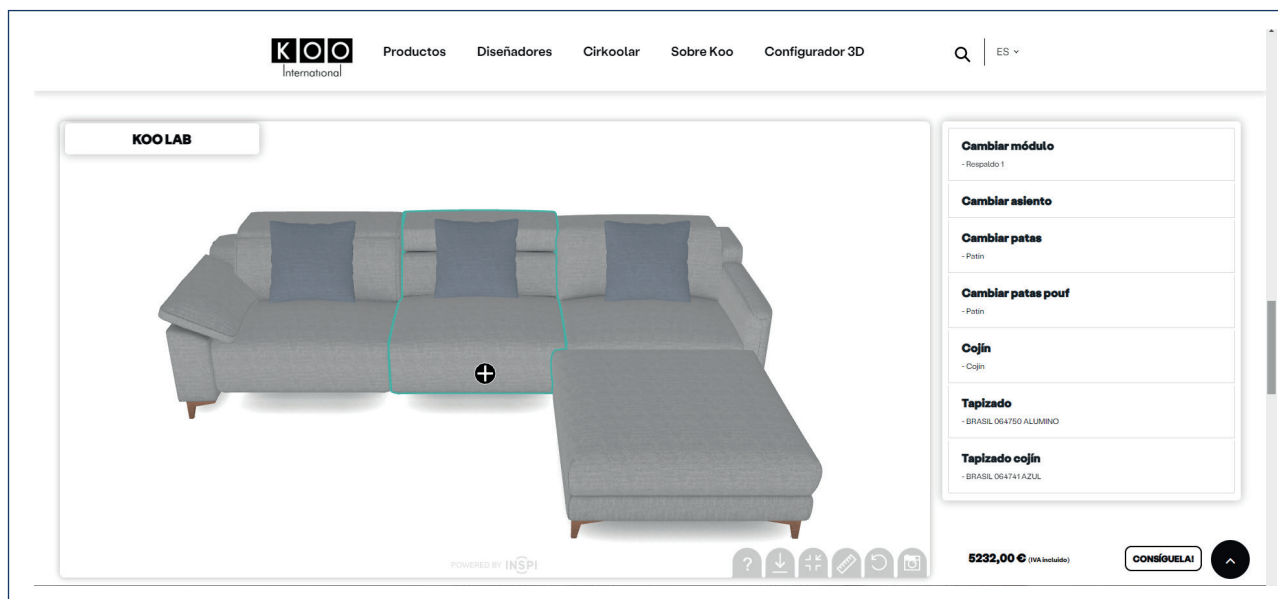 KOO
International
Productos Diseñadores Cirkoolar Sobre Koo Configurador 3D
ES
KOO LAB
Cambiar módulo
- Respaldo 1
Cambiar asiento
Cambiar patas
- Patín
Cambiar patas pouf
- Patín
Cojín
- Cojín
Tapizado
- BRASIL 064750 ALUMINO
Tapizado cojín
- BRASIL 064741 AZUL
POWERED BY INSPI
?
5232,00 € (IVA incluido)
CONSÍGUELA!